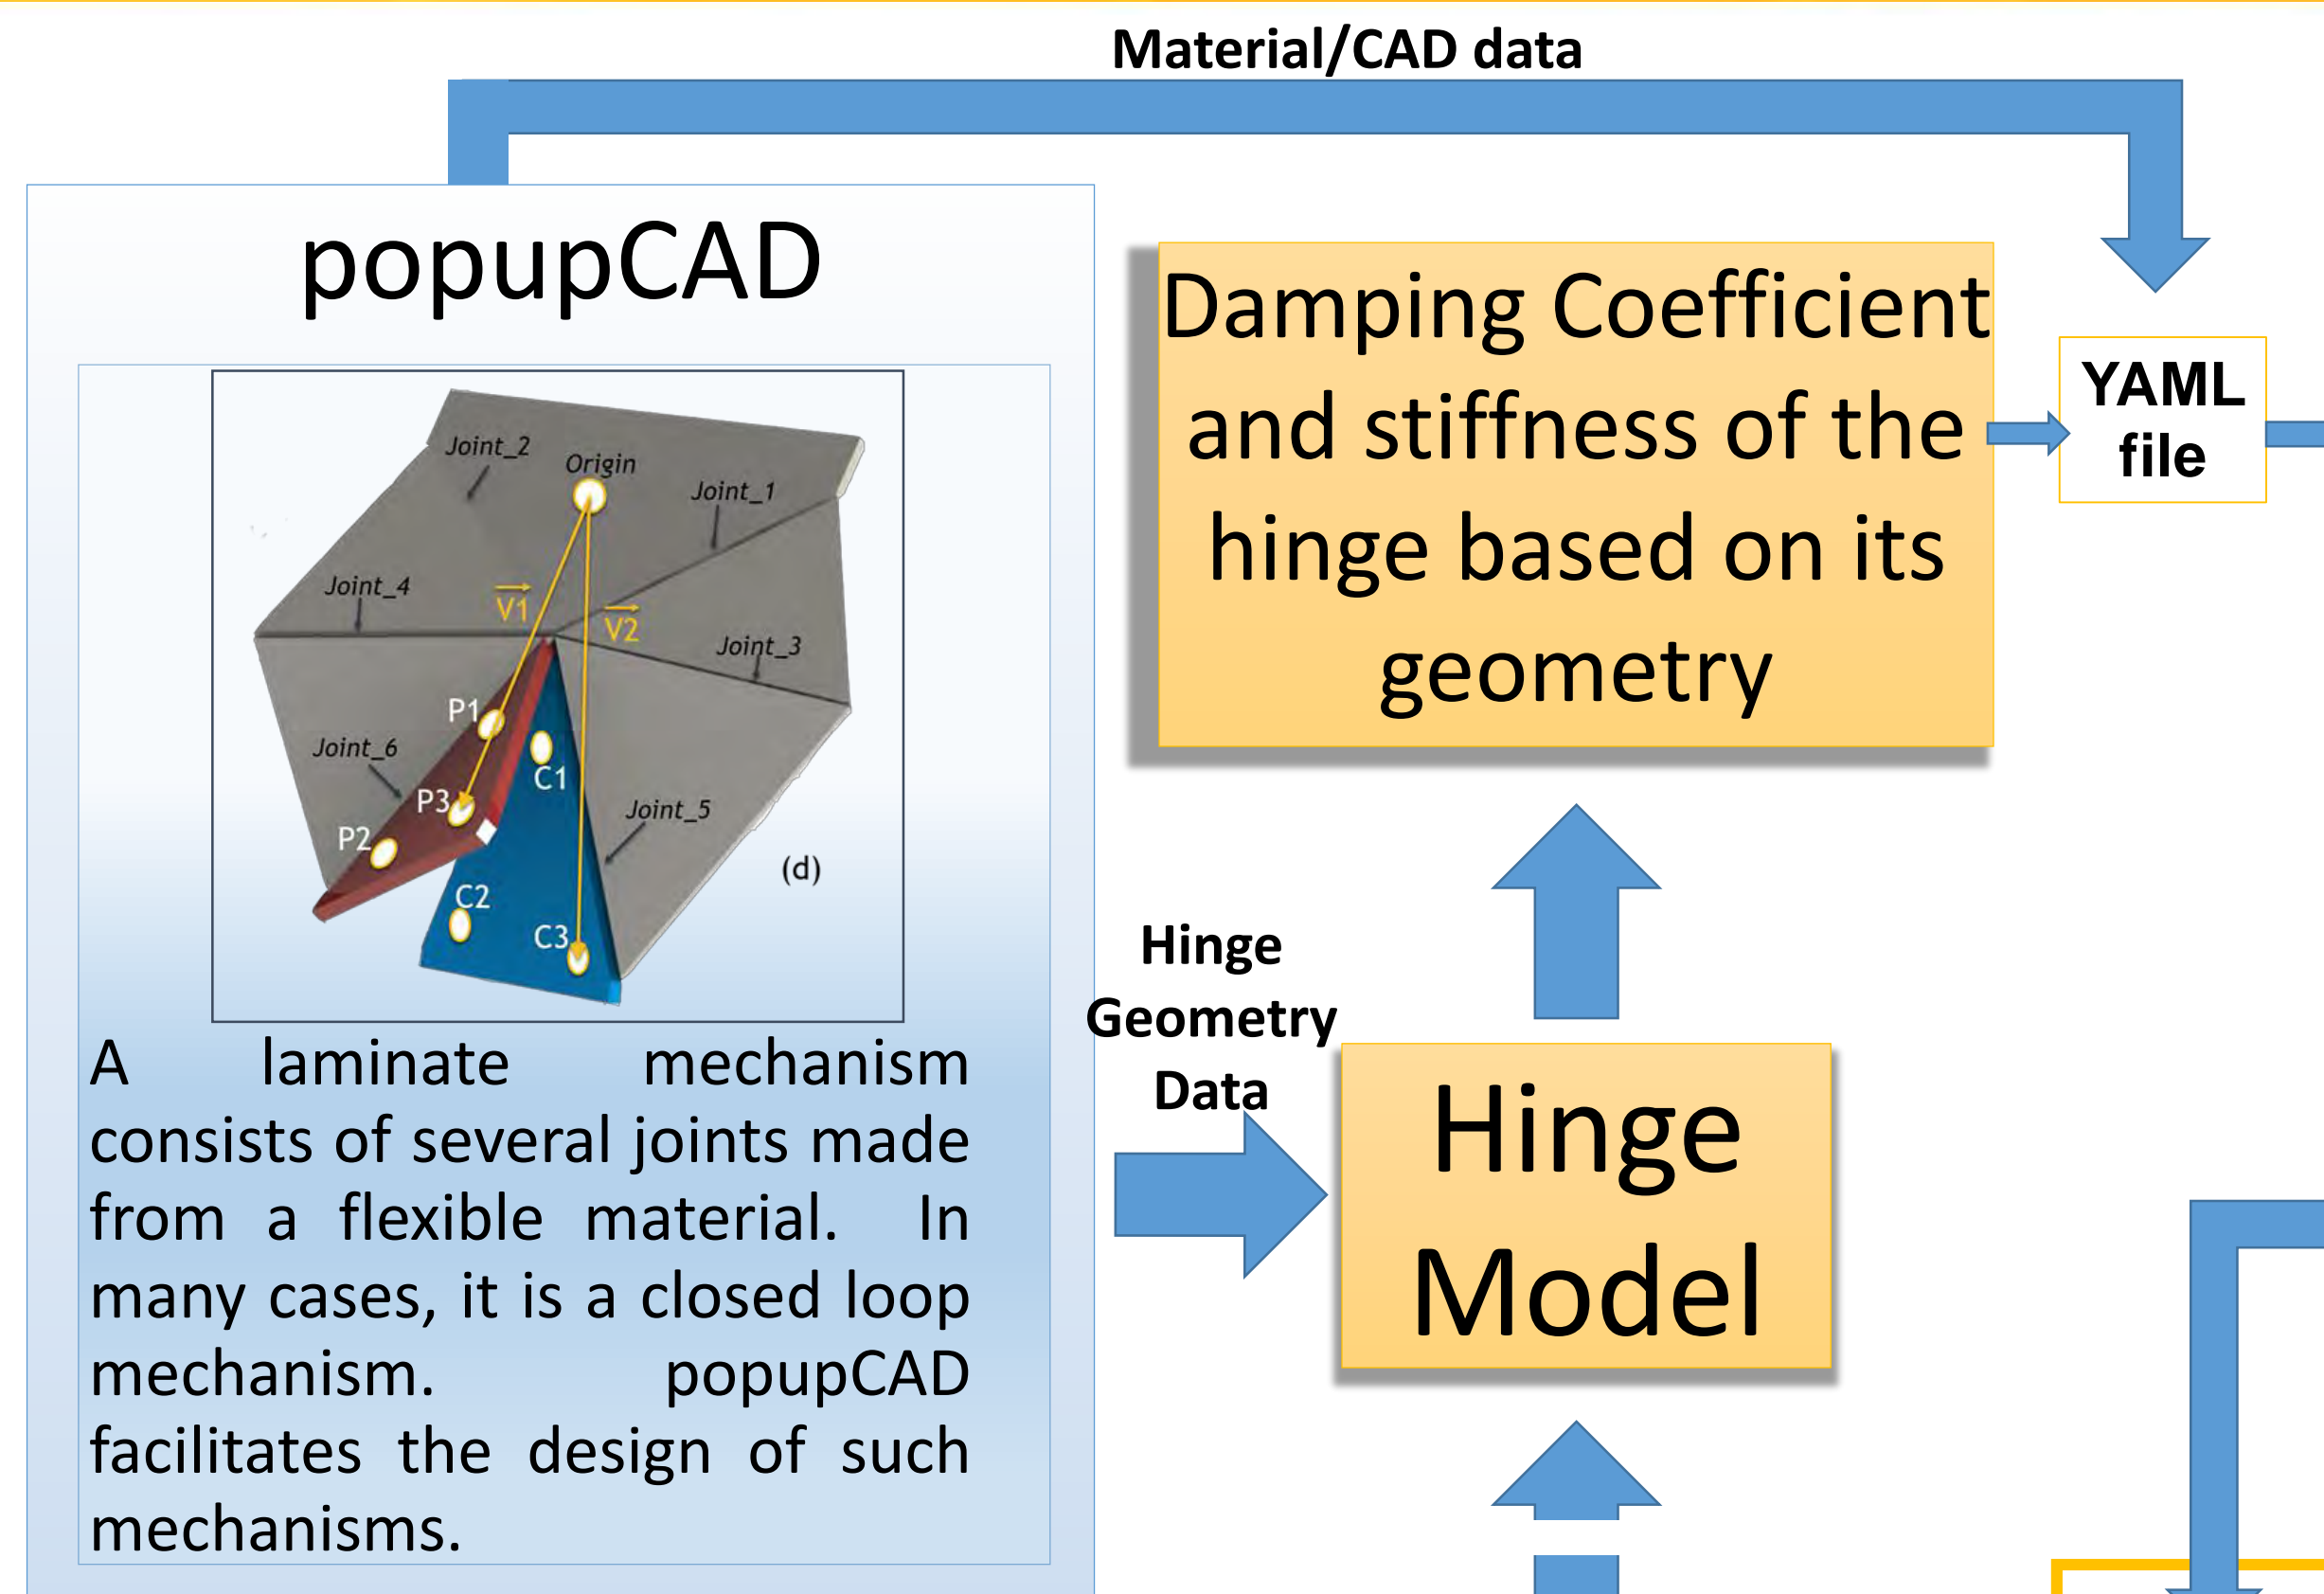 Material/CAD data
popupCAD
Joint_2
Origin
Joint_1
Joint_4
V1
V2
Joint_3
P1
Joint_6
C1
P3
Joint_5
P2
(d)
C2
C3
A laminate mechanism
consists of several joints made
from a flexible material. In
many cases, it is a closed loop
mechanism. popupCAD
facilitates the design of such
mechanisms.
Damping Coefficient
and stiffness of the
hinge based on its
geometry
YAML
file
Hinge
Geometry
Data
Hinge
Model